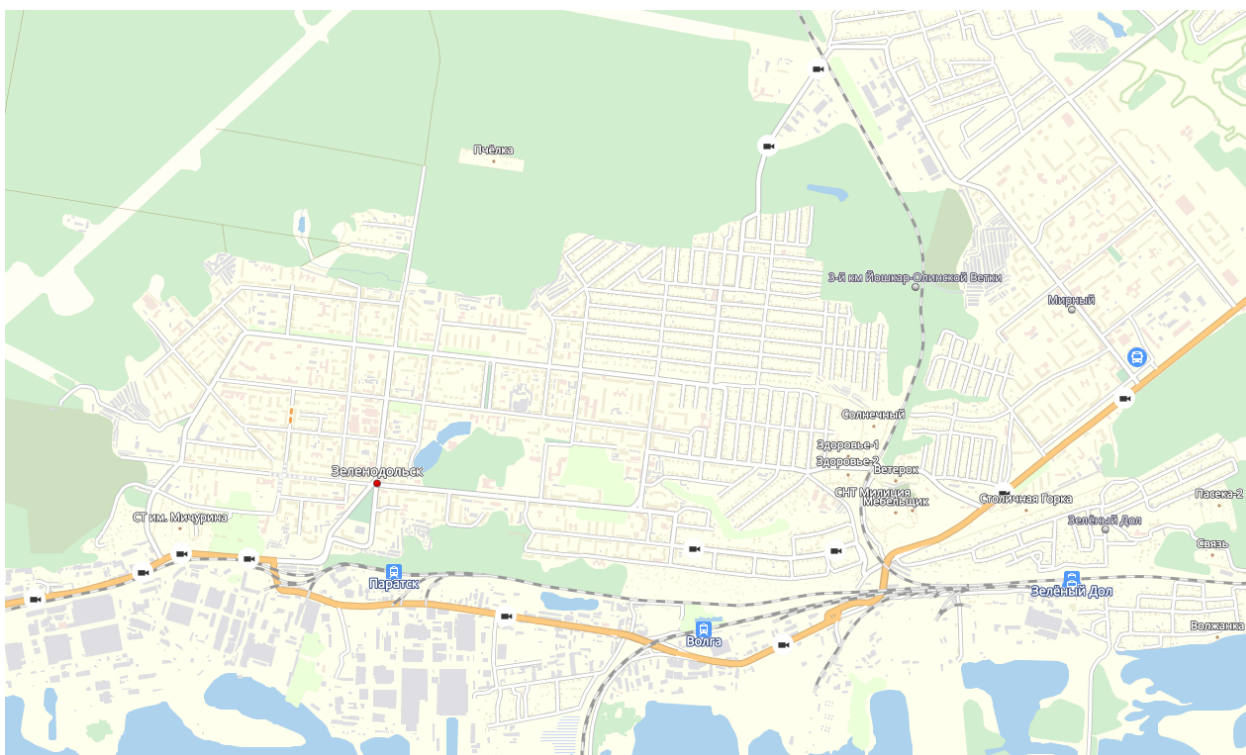 Пчёлка
3-й км Йошкар-Олинской Ветки
Мирный
Солнечный
Здоровье-1
Здоровье-2
Ветерок
Зеленодольск
СНТ Милиция
Мебельщик
Столичная Горка
Пасека-2
СТ им. Мичурина
Зелёный Дол
Связь
Паратск
Зелёный Дол
Волга
Волжанка